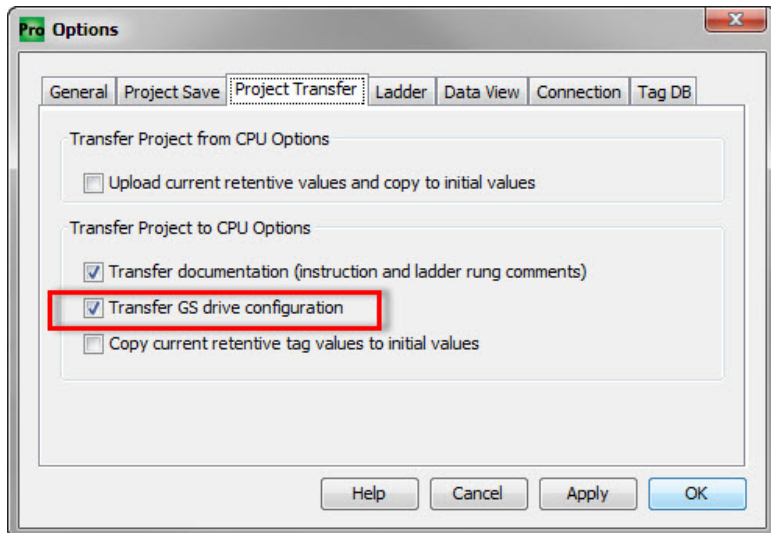 Pro Options
General Project Save Project Transfer Ladder Data View Connection Tag DB
Transfer Project from CPU Options
Upload current retentive values and copy to initial values
Transfer Project to CPU Options
Transfer documentation (instruction and ladder rung comments)
Transfer GS drive configuration
Copy current retentive tag values to initial values
Help Cancel Apply OK